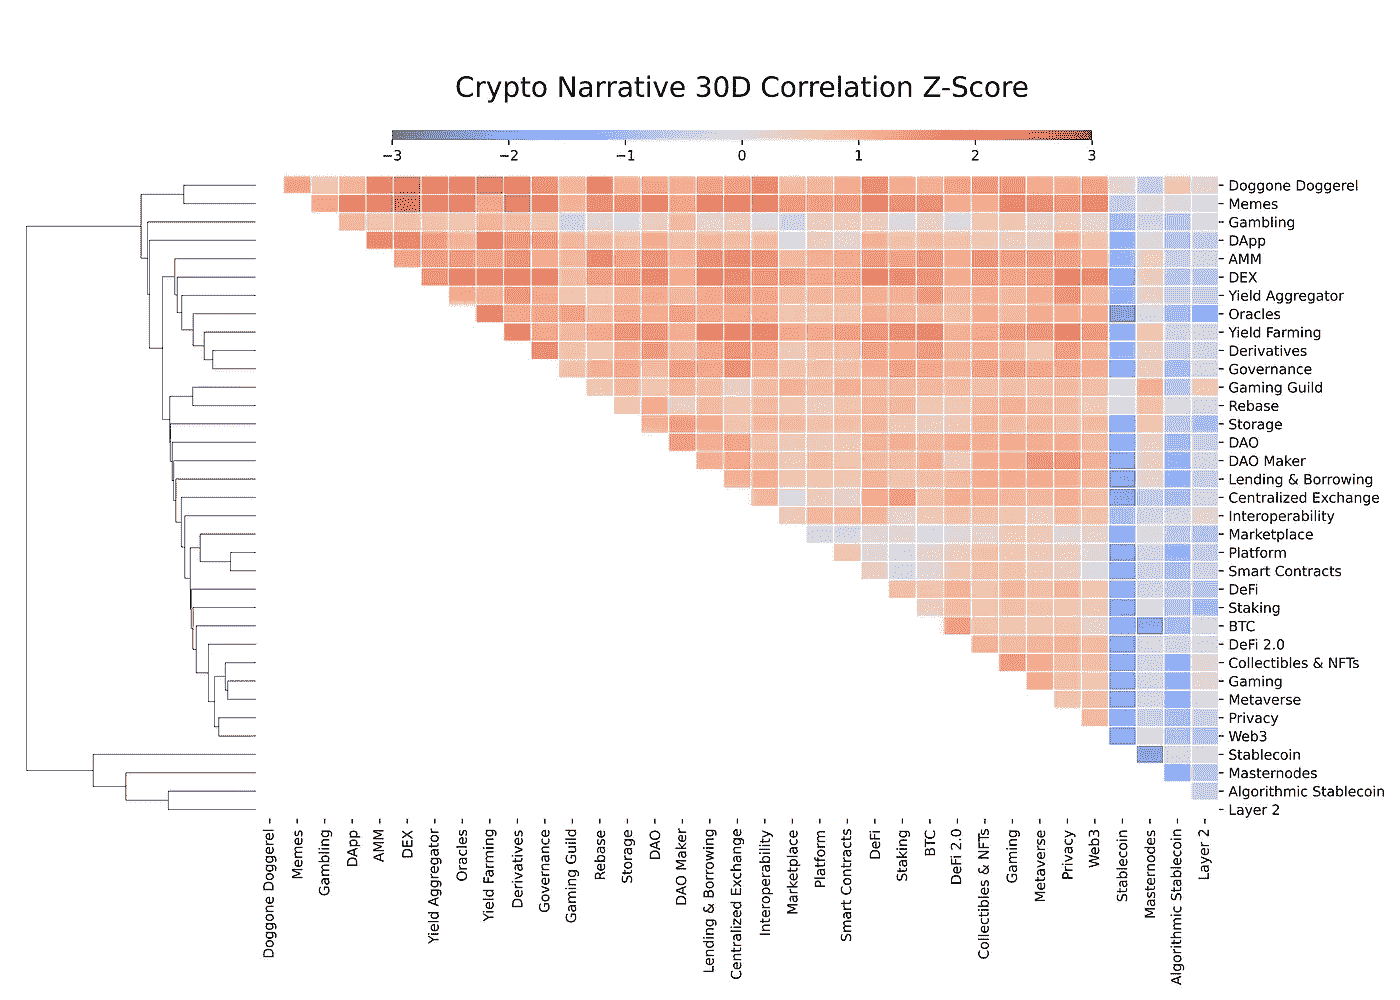 Crypto Narrative 30D Correlation Z-Score
−3 −2 −1 0 1 2 3
Doggone Doggerel
Memes
Gambling
DApp
AMM
DEX
Yield Aggregator
Oracles
Yield Farming
Derivatives
Governance
Gaming Guild
Rebase
Storage
DAO
DAO Maker
Lending & Borrowing
Centralized Exchange
Interoperability
Marketplace
Platform
Smart Contracts
DeFi
Staking
BTC
DeFi 2.0
Collectibles & NFTs
Gaming
Metaverse
Privacy
Web3
Stablecoin
Masternodes
Algorithmic Stablecoin
Layer 2
Doggone Doggerel
Memes
Gambling
DApp
AMM
DEX
Yield Aggregator
Oracles
Yield Farming
Derivatives
Governance
Gaming Guild
Rebase
Storage
DAO
DAO Maker
Lending & Borrowing
Centralized Exchange
Interoperability
Marketplace
Platform
Smart Contracts
DeFi
Staking
BTC
DeFi 2.0
Collectibles & NFTs
Gaming
Metaverse
Privacy
Web3
Stablecoin
Masternodes
Algorithmic Stablecoin
Layer 2